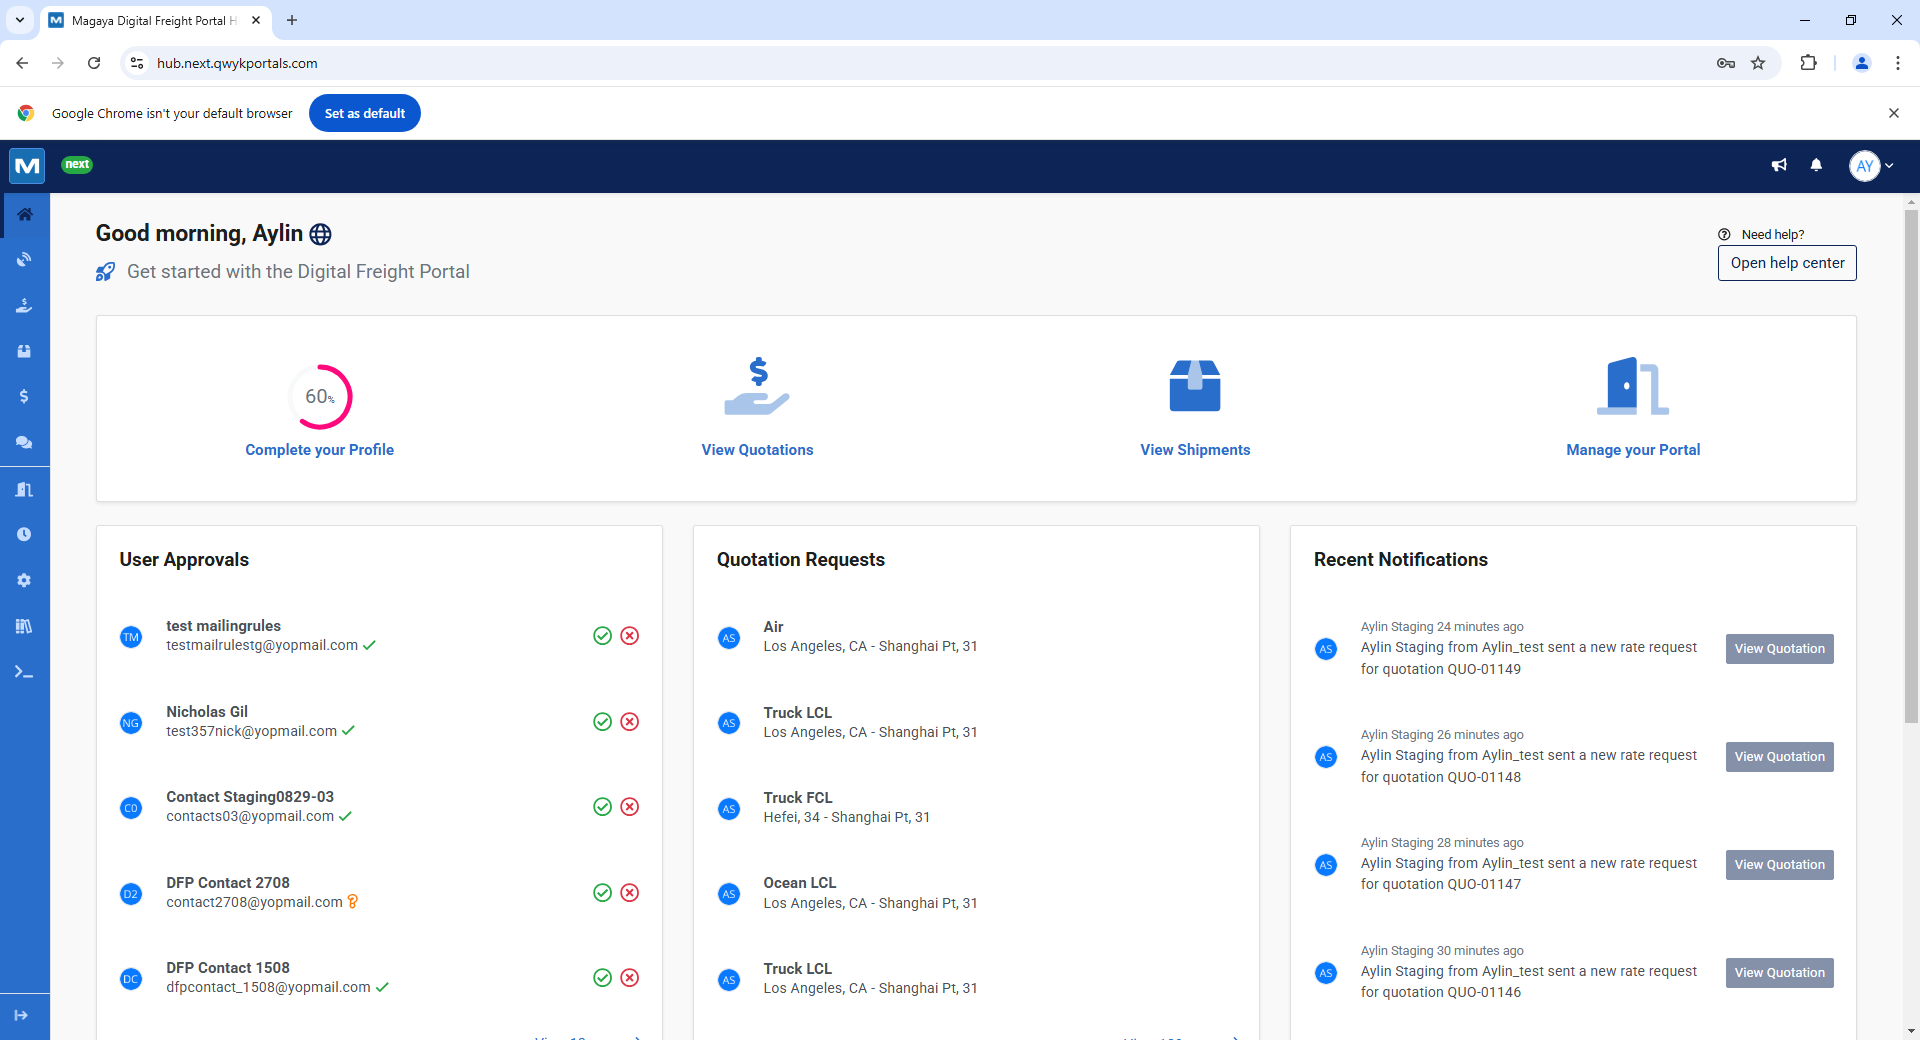 Magaya Digital Freight Portal H
hub.next.qwykportals.com
Google Chrome isn't your default browser
Set as default
M
next
AY
Good morning, Aylin
Get started with the Digital Freight Portal
Need help?
Open help center
60%
Complete your Profile
View Quotations
View Shipments
Manage your Portal
User Approvals
TM
test mailingrules
testmailrulestg@yopmail.com
NG
Nicholas Gil
test357nick@yopmail.com
C0
Contact Staging0829-03
contacts03@yopmail.com
D2
DFP Contact 2708
contact2708@yopmail.com
DC
DFP Contact 1508
dfpcontact_1508@yopmail.com
Quotation Requests
AS
Air
Los Angeles, CA - Shanghai Pt, 31
AS
Truck LCL
Los Angeles, CA - Shanghai Pt, 31
AS
Truck FCL
Hefei, 34 - Shanghai Pt, 31
AS
Ocean LCL
Los Angeles, CA - Shanghai Pt, 31
AS
Truck LCL
Los Angeles, CA - Shanghai Pt, 31
Recent Notifications
AS
Aylin Staging 24 minutes ago
Aylin Staging from Aylin_test sent a new rate request
for quotation QUO-01149
View Quotation
AS
Aylin Staging 26 minutes ago
Aylin Staging from Aylin_test sent a new rate request
for quotation QUO-01148
View Quotation
AS
Aylin Staging 28 minutes ago
Aylin Staging from Aylin_test sent a new rate request
for quotation QUO-01147
View Quotation
AS
Aylin Staging 30 minutes ago
Aylin Staging from Aylin_test sent a new rate request
for quotation QUO-01146
View Quotation